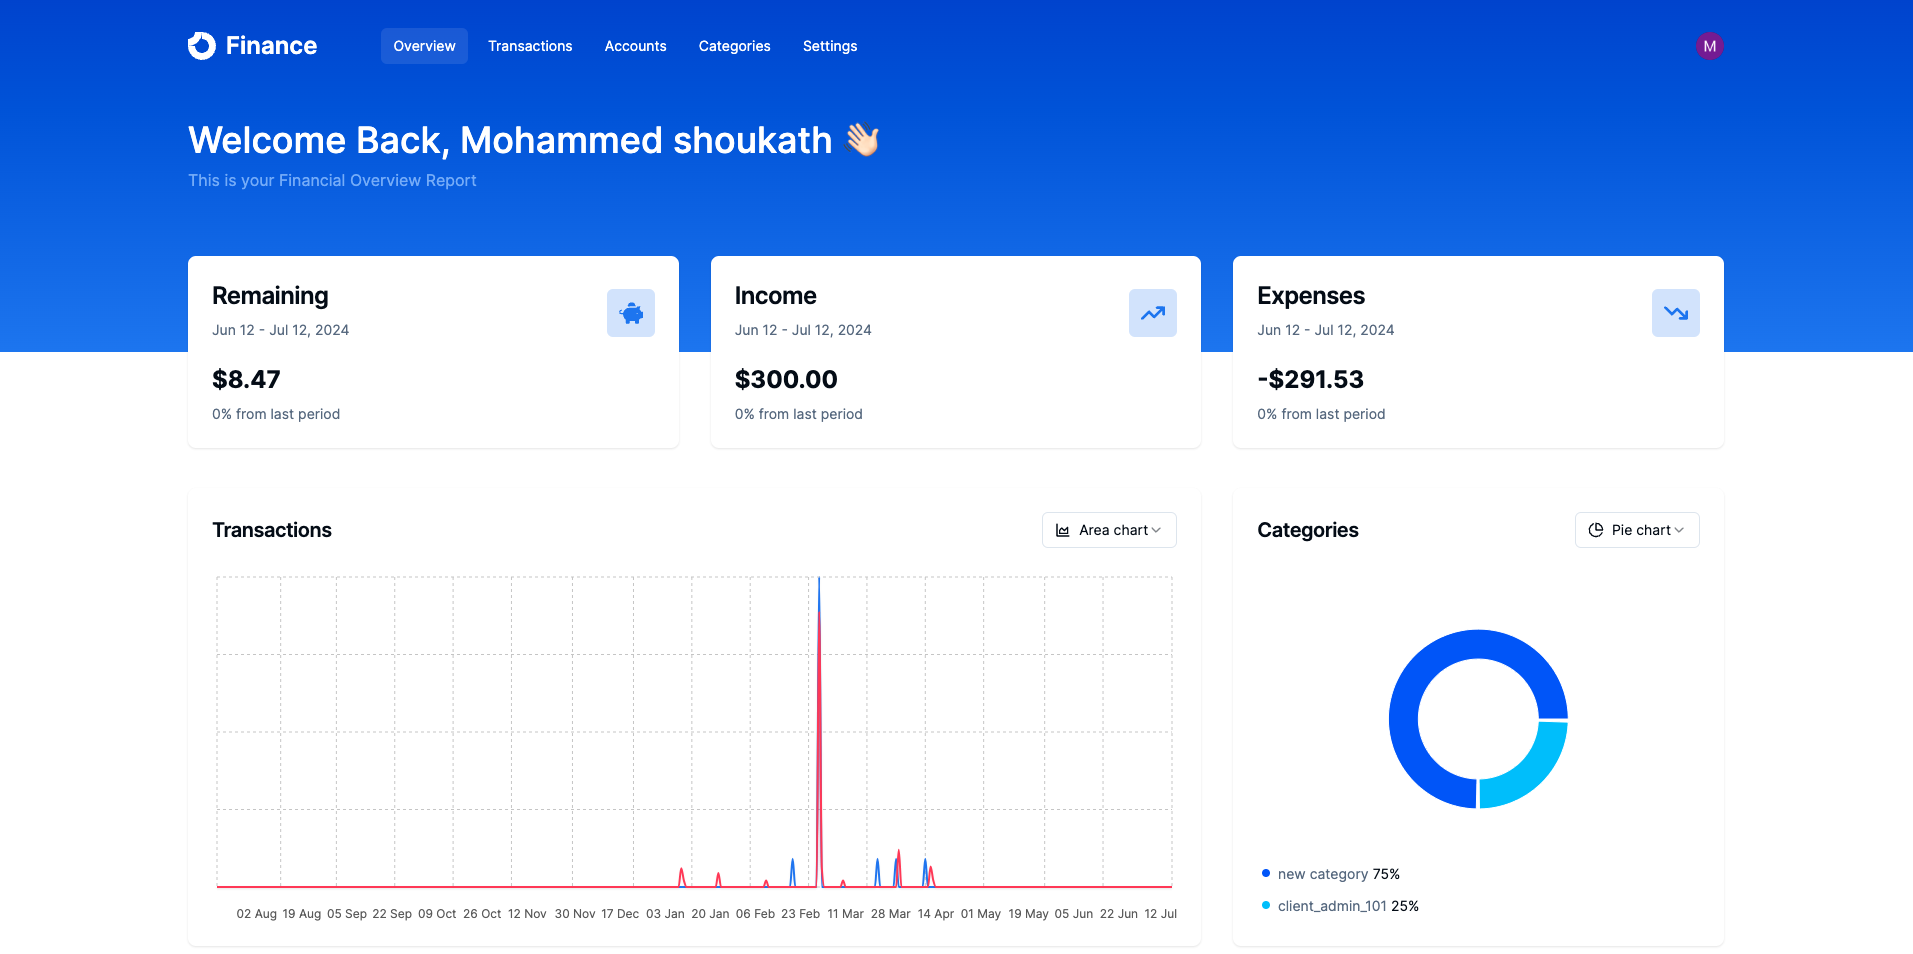 Finance
Overview Transactions Accounts Categories Settings
M
Welcome Back, Mohammed shoukath 👋🏻
This is your Financial Overview Report
Remaining
Jun 12 - Jul 12, 2024
$8.47
0% from last period
Income
Jun 12 - Jul 12, 2024
$300.00
0% from last period
Expenses
Jun 12 - Jul 12, 2024
-$291.53
0% from last period
Transactions
Area chart
02 Aug 19 Aug 05 Sep 22 Sep 09 Oct 26 Oct 12 Nov 30 Nov 17 Dec 03 Jan 20 Jan 06 Feb 23 Feb 11 Mar 28 Mar 14 Apr 01 May 19 May 05 Jun 22 Jun 12 Jul
Categories
Pie chart
new category 75%
client_admin_101 25%